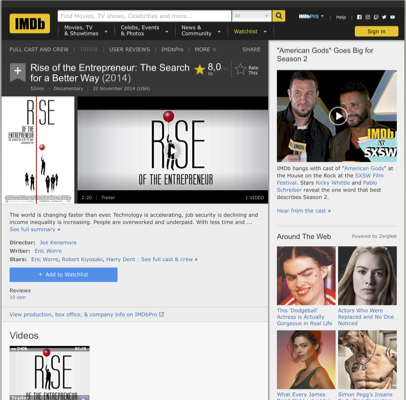 IMDb
Find Movies, TV shows, Celebrities and more...
All
IMDbPro
Help
Movies, TV
& Showtimes
Celebs, Events
& Photos
News &
Community
Watchlist
Sign in
FULL CAST AND CREW
TRIVIA
USER REVIEWS
IMDbPro
MORE
SHARE
Rise of the Entrepreneur: The Search
for a Better Way (2014)
8,0
Rate
This
52min | Documentary | 20 November 2014 (USA)
RISE
OF THE
ENTREPRENEUR
RISE
OF THE ENTREPRENEUR
2:20 | Trailer
1 VIDEO
The world is changing faster than ever. Technology is accelerating, job security is declining and
income inequality is increasing. People are overworked and underpaid. With less time and ...
See full summary »
Director: Joe Kenemore
Writer: Eric Worre
Stars: Eric Worre, Robert Kiyosaki, Harry Dent | See full cast & crew »
+ Add to Watchlist
Reviews
10 user
View production, box office, & company info on IMDbPro
Videos
RISE
OF THE ENTREPRENEUR
"American Gods" Goes Big for
Season 2
IMDb
AT
SXSW
IMDb hangs with cast of "American Gods" at
the House on the Rock at the SXSW Film
Festival. Stars Ricky Whittle and Pablo
Schreiber reveal the one word that best
describes Season 2.
Hear from the cast »
Around The Web
Powered by ZergNet
This 'Dodgeball'
Actress is Actually
Gorgeous in Real Life
Actors Who Were
Replaced and No One
Noticed
What Every James
Simon Pegg's Insane